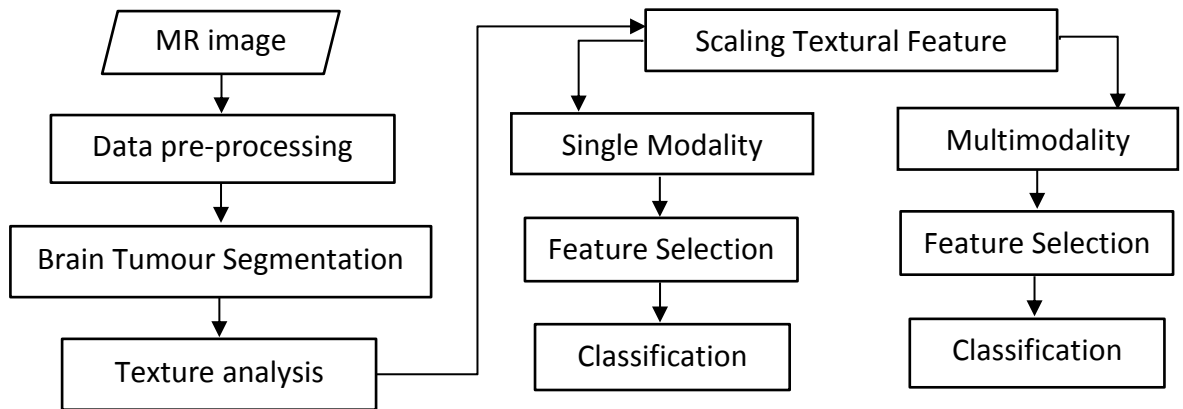 MR image
Data pre-processing
Brain Tumour Segmentation
Texture analysis
Scaling Textural Feature
Single Modality
Feature Selection
Classification
Multimodality
Feature Selection
Classification